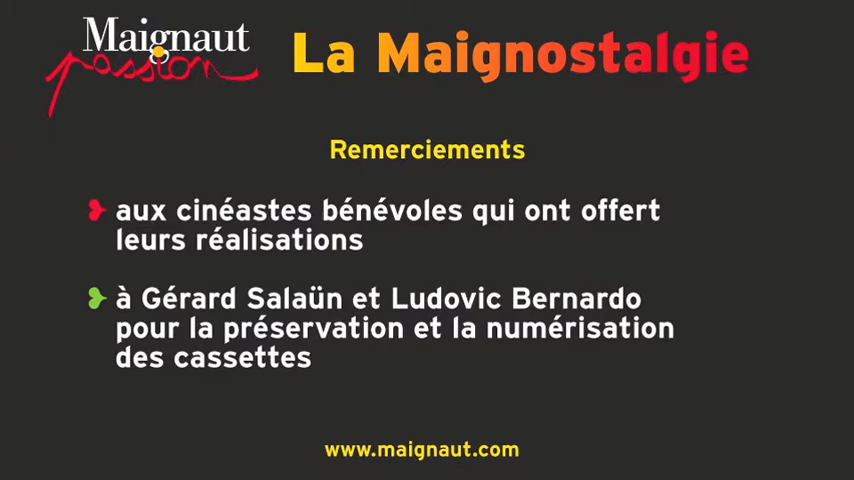 Maignaut
passion
La Maignostalgie
Remerciements
aux cinéastes bénévoles qui ont offert
leurs réalisations
à Gérard Salaün et Ludovic Bernardo
pour la préservation et la numérisation
des cassettes
www.maignaut.com